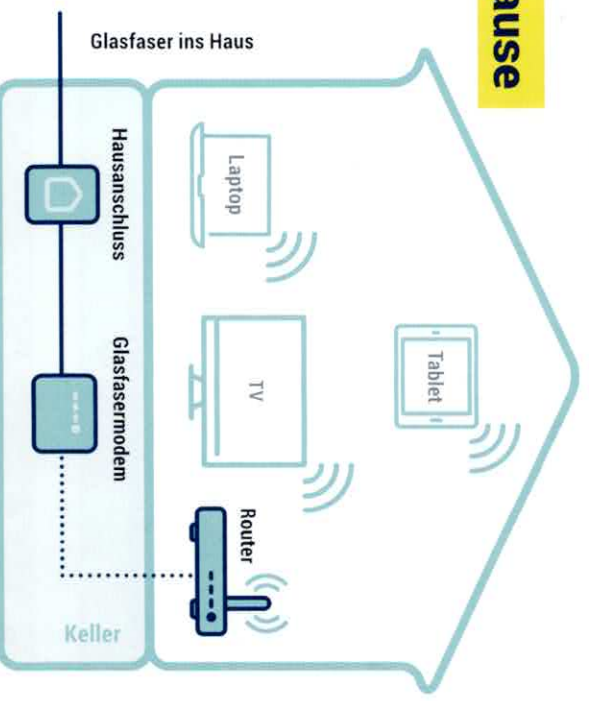 ause
Glasfaser ins Haus
Tablet
Laptop
TV
Router
Hausanschluss
Glasfasermodem
Keller